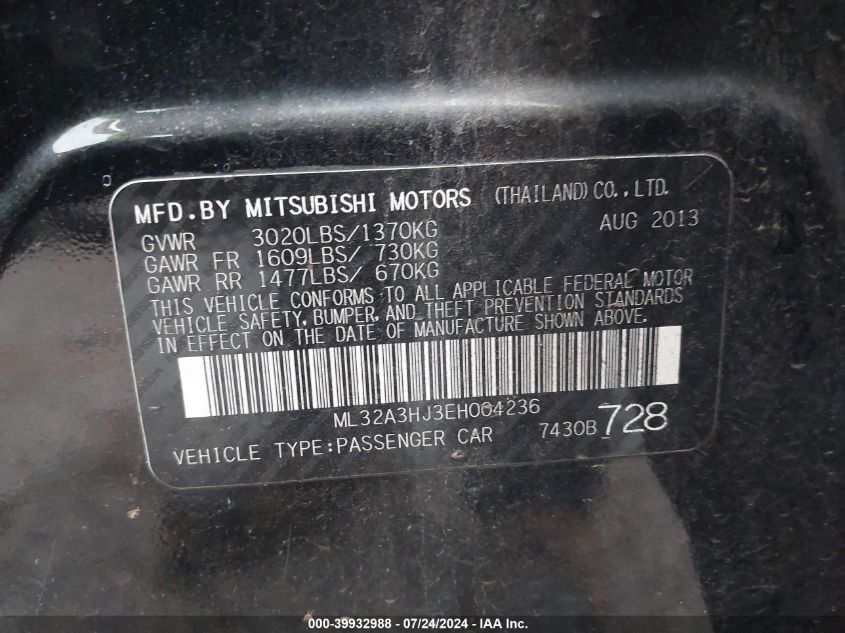 MFD.BY MITSUBISHI MOTORS (THAILAND) CO.,LTD.
AUG 2013
GVWR 3020LBS/1370KG
GAWR FR 1609LBS/ 730KG
GAWR RR 1477LBS/ 670KG
THIS VEHICLE CONFORMS TO ALL APPLICABLE FEDERAL MOTOR
VEHICLE SAFETY, BUMPER, AND THEFT PREVENTION STANDARDS
IN EFFECT ON THE DATE OF MANUFACTURE SHOWN ABOVE.
ML32A3HJ3EH004236
VEHICLE TYPE:PASSENGER CAR 7430B 728
000-39932988 - 07/24/2024 - IAAI Inc.